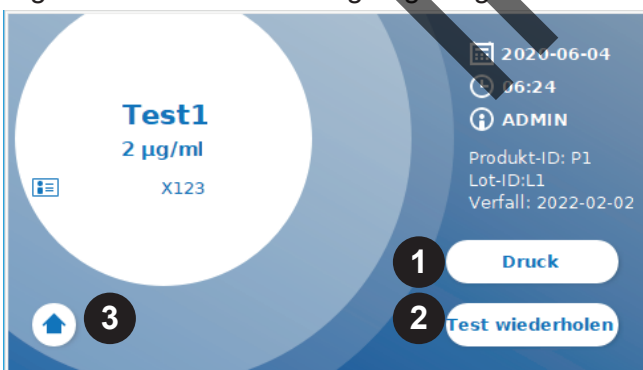 Test1
2 µg/ml
X123
2020-06-04
06:24
ADMIN
Produkt-ID: P1
Lot-ID:L1
Verfall: 2022-02-02
1
Druck
2
Test wiederholen
3